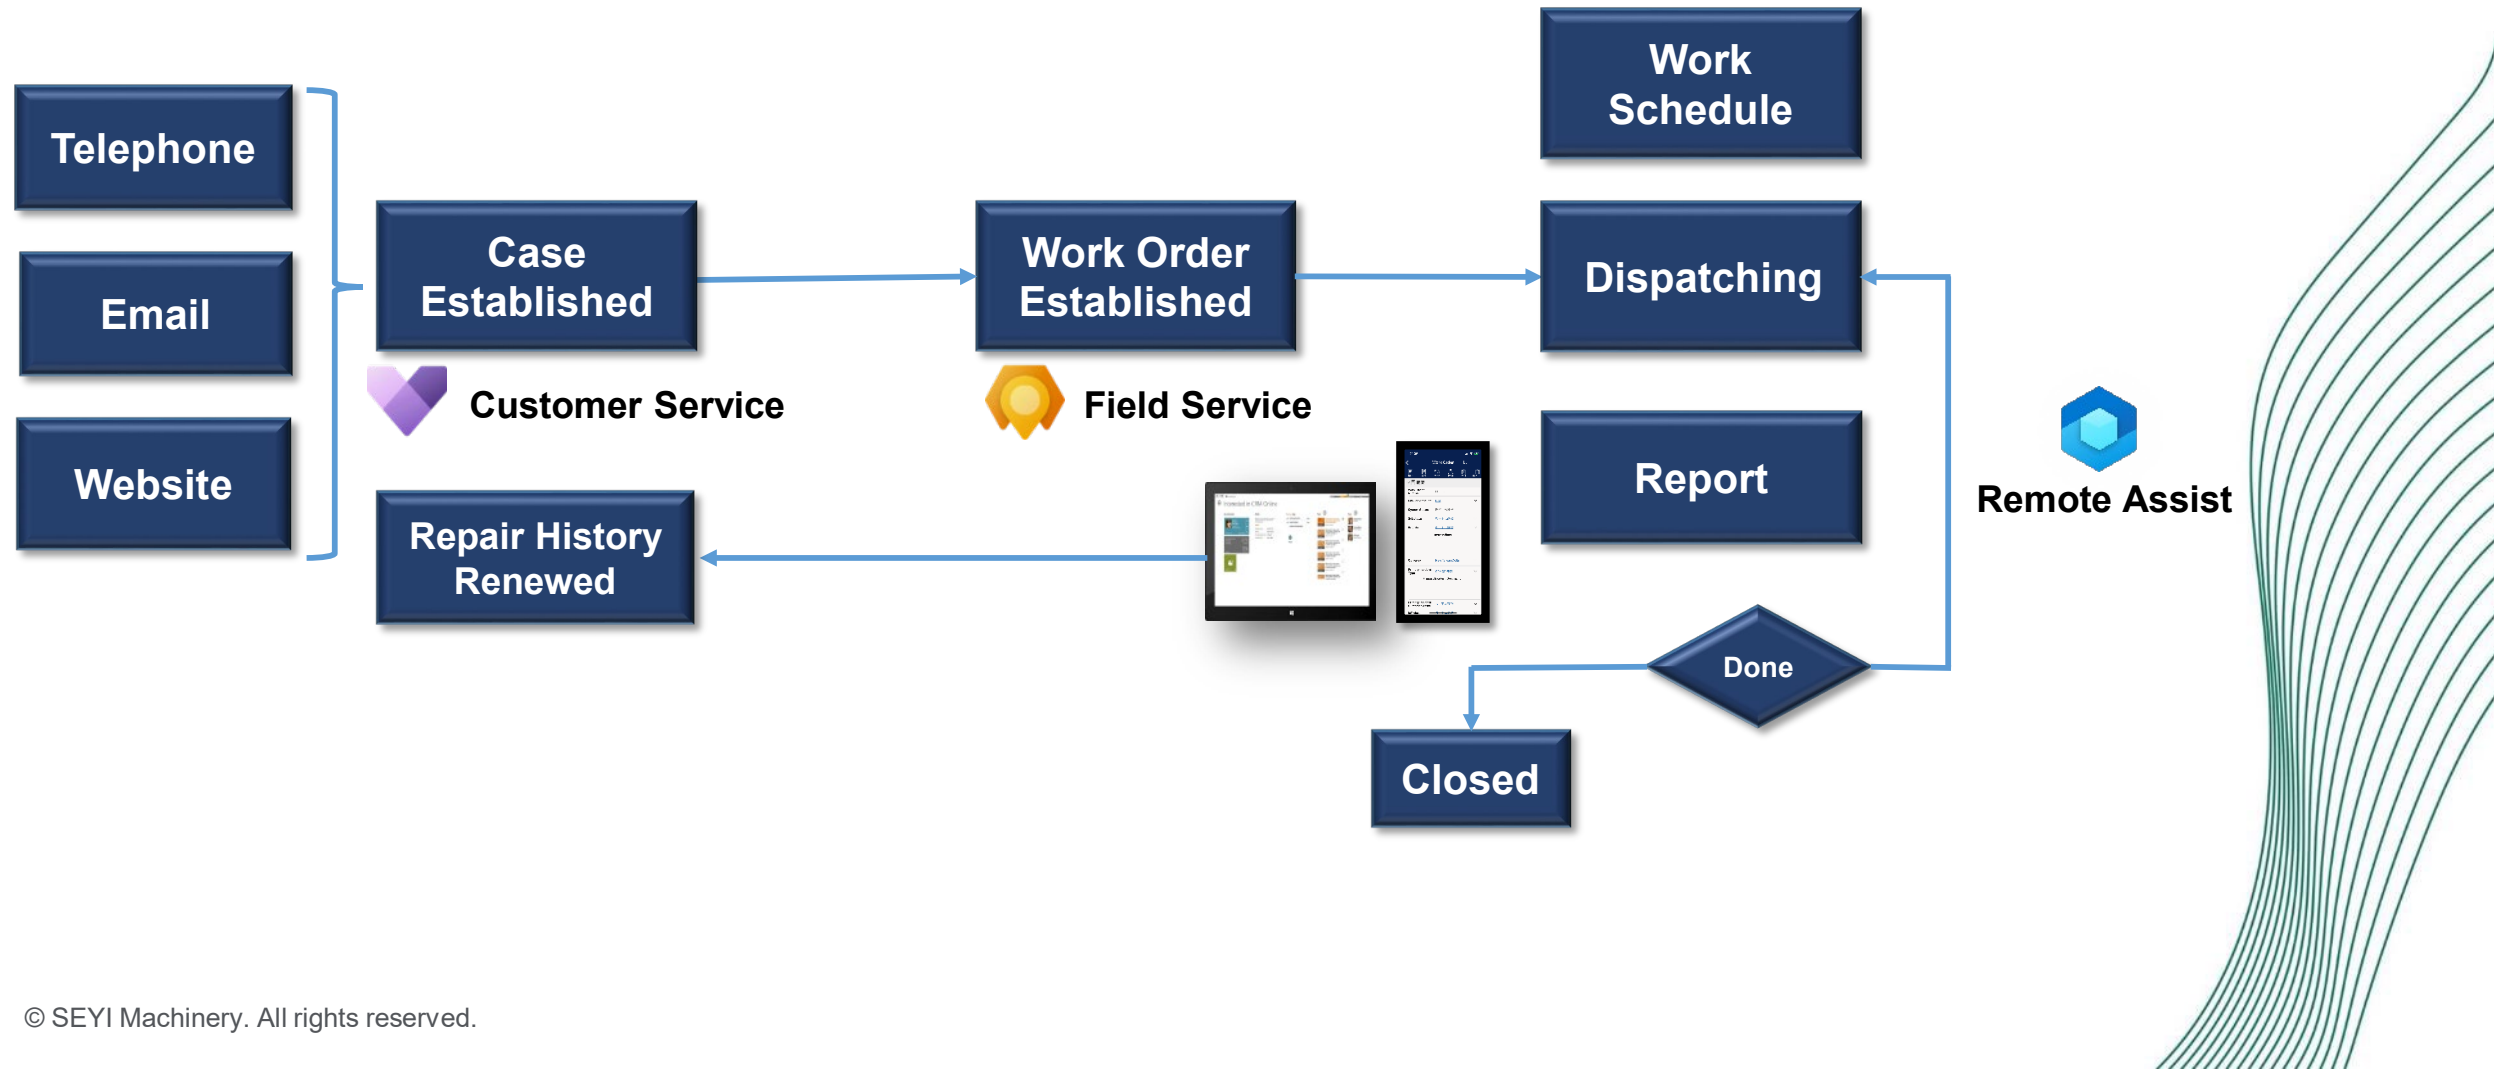 Telephone
Email
Website
Case
Established
Customer Service
Repair History
Renewed
Work Order
Established
Field Service
Work
Schedule
Dispatching
Report
Done
Closed
Remote Assist
© SEYI Machinery. All rights reserved.